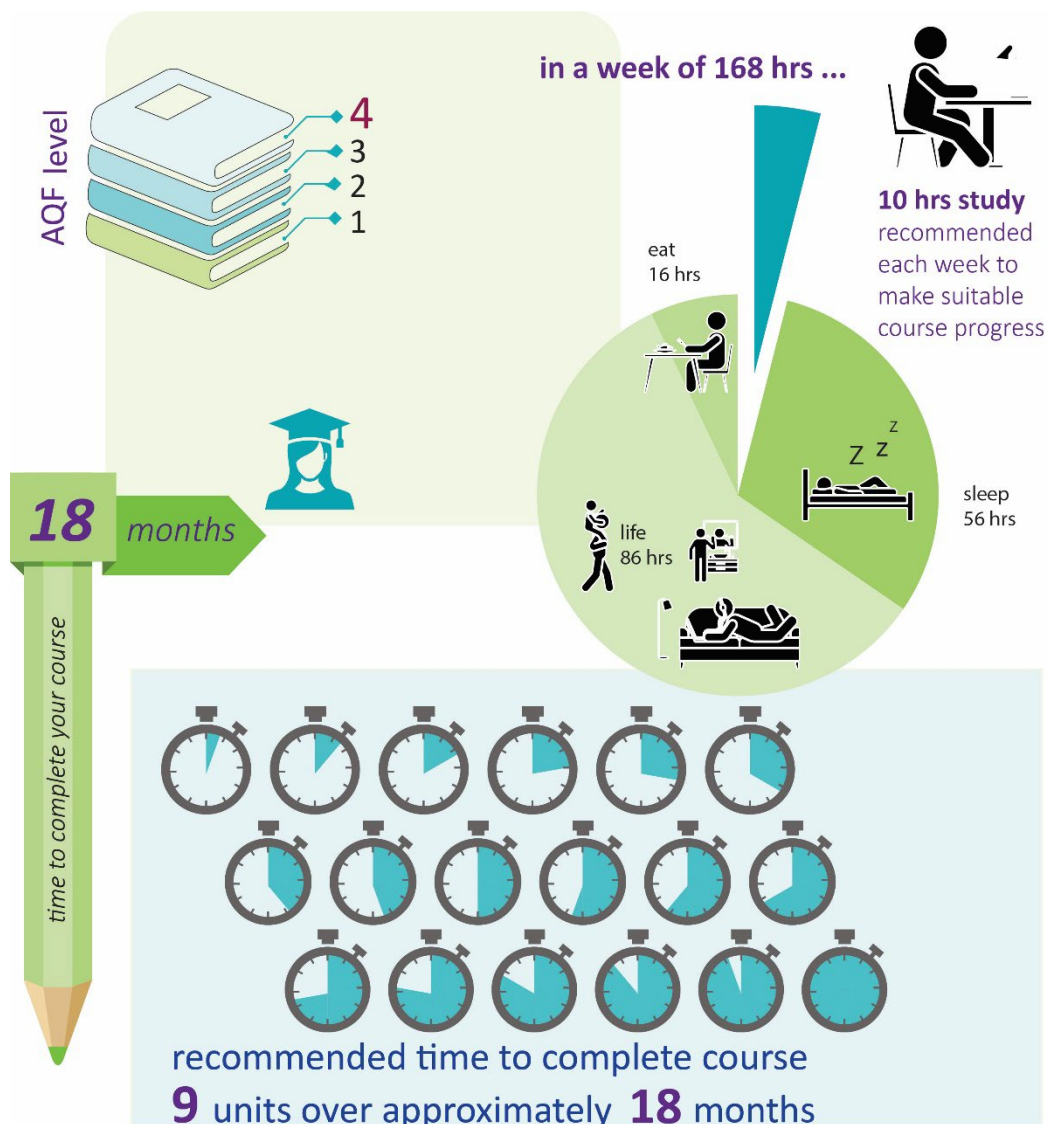 AQF level
4
3
2
1
in a week of 168 hrs ...
10 hrs study
recommended
each week to
make suitable
course progress
eat
16 hrs
z
z
Z
sleep
56 hrs
life
86 hrs
18 months
time to complete your course
recommended time to complete course
9 units over approximately 18 months